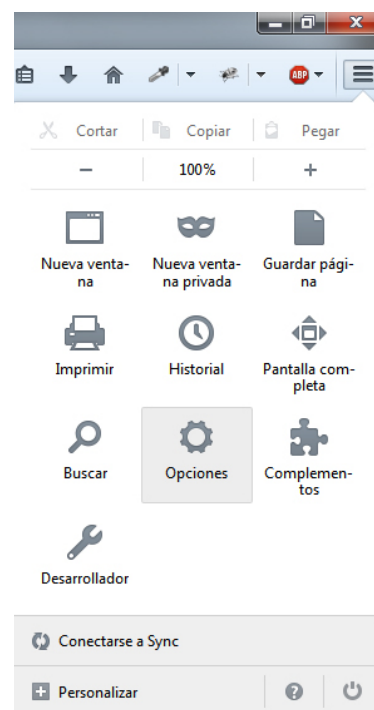 ABP
Cortar Copiar Pegar
− 100% +
Nueva venta-
na
Nueva venta-
na privada
Guardar pági-
na
Imprimir
Historial
Pantalla com-
pleta
Buscar
Opciones
Complemen-
tos
Desarrollador
Conectarse a Sync
Personalizar
?